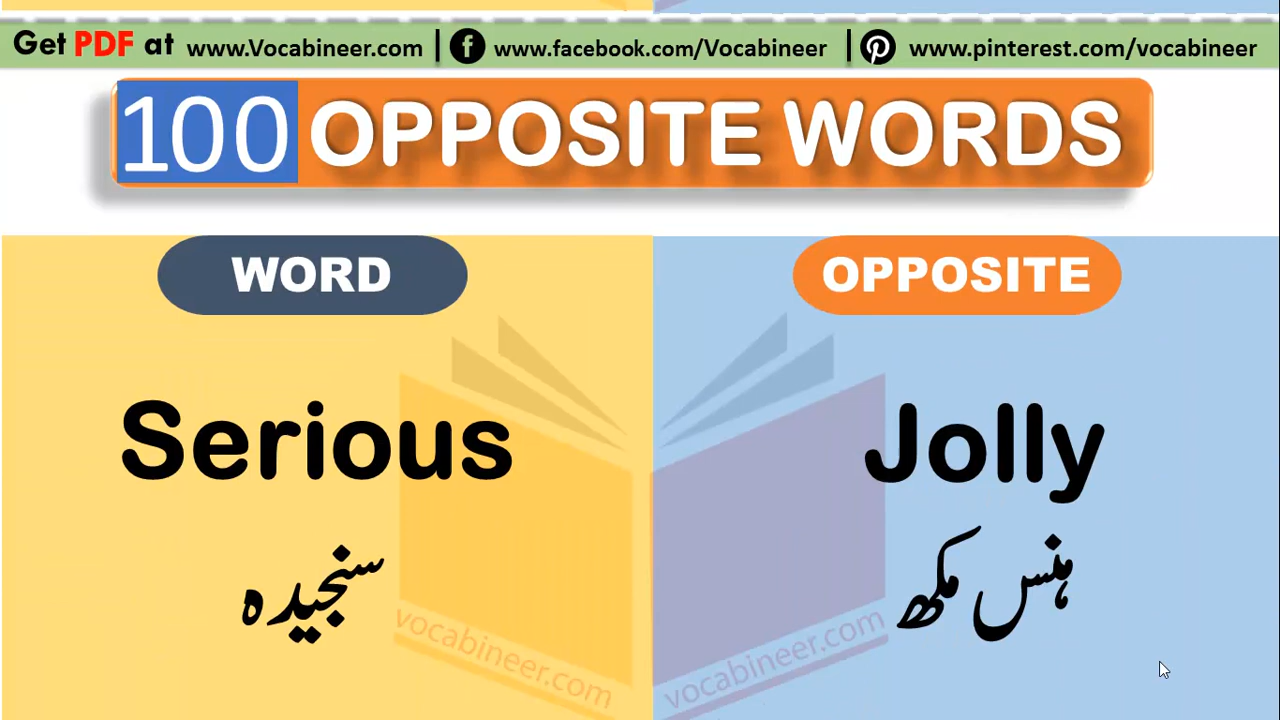 Get PDF at www.Vocabineer.com | www.facebook.com/Vocabineer | www.pinterest.com/vocabineer
100 OPPOSITE WORDS
WORD
OPPOSITE
Serious
Jolly
سنجیدہ
ہنس مکھ
vocabineer.com
vocabineer.com